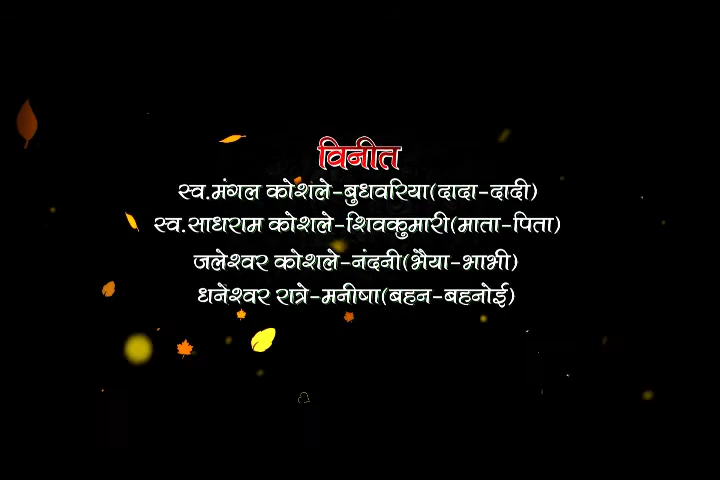 विनीत
स्व.मंगल कोशले-बुधवरिया(दादा-दादी)
स्व.साधराम कोशले-शिवकुमारी(माता-पिता)
जलेश्वर कोशले-नंदनी(भैया-भाभी)
धनेश्वर रात्रे-मनीषा(बहन-बहनोई)